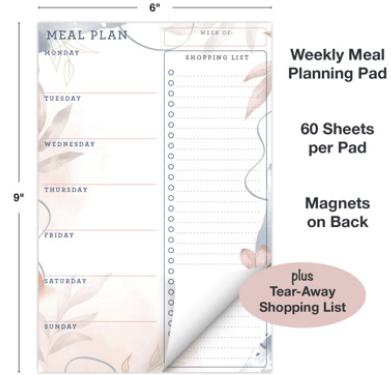 6"
MEAL PLAN
WEEK OF:
MONDAY
SHOPPING LIST
TUESDAY
WEDNESDAY
THURSDAY
FRIDAY
SATURDAY
SUNDAY
9"
Weekly Meal
Planning Pad
60 Sheets
per Pad
Magnets
on Back
plus
Tear-Away
Shopping List